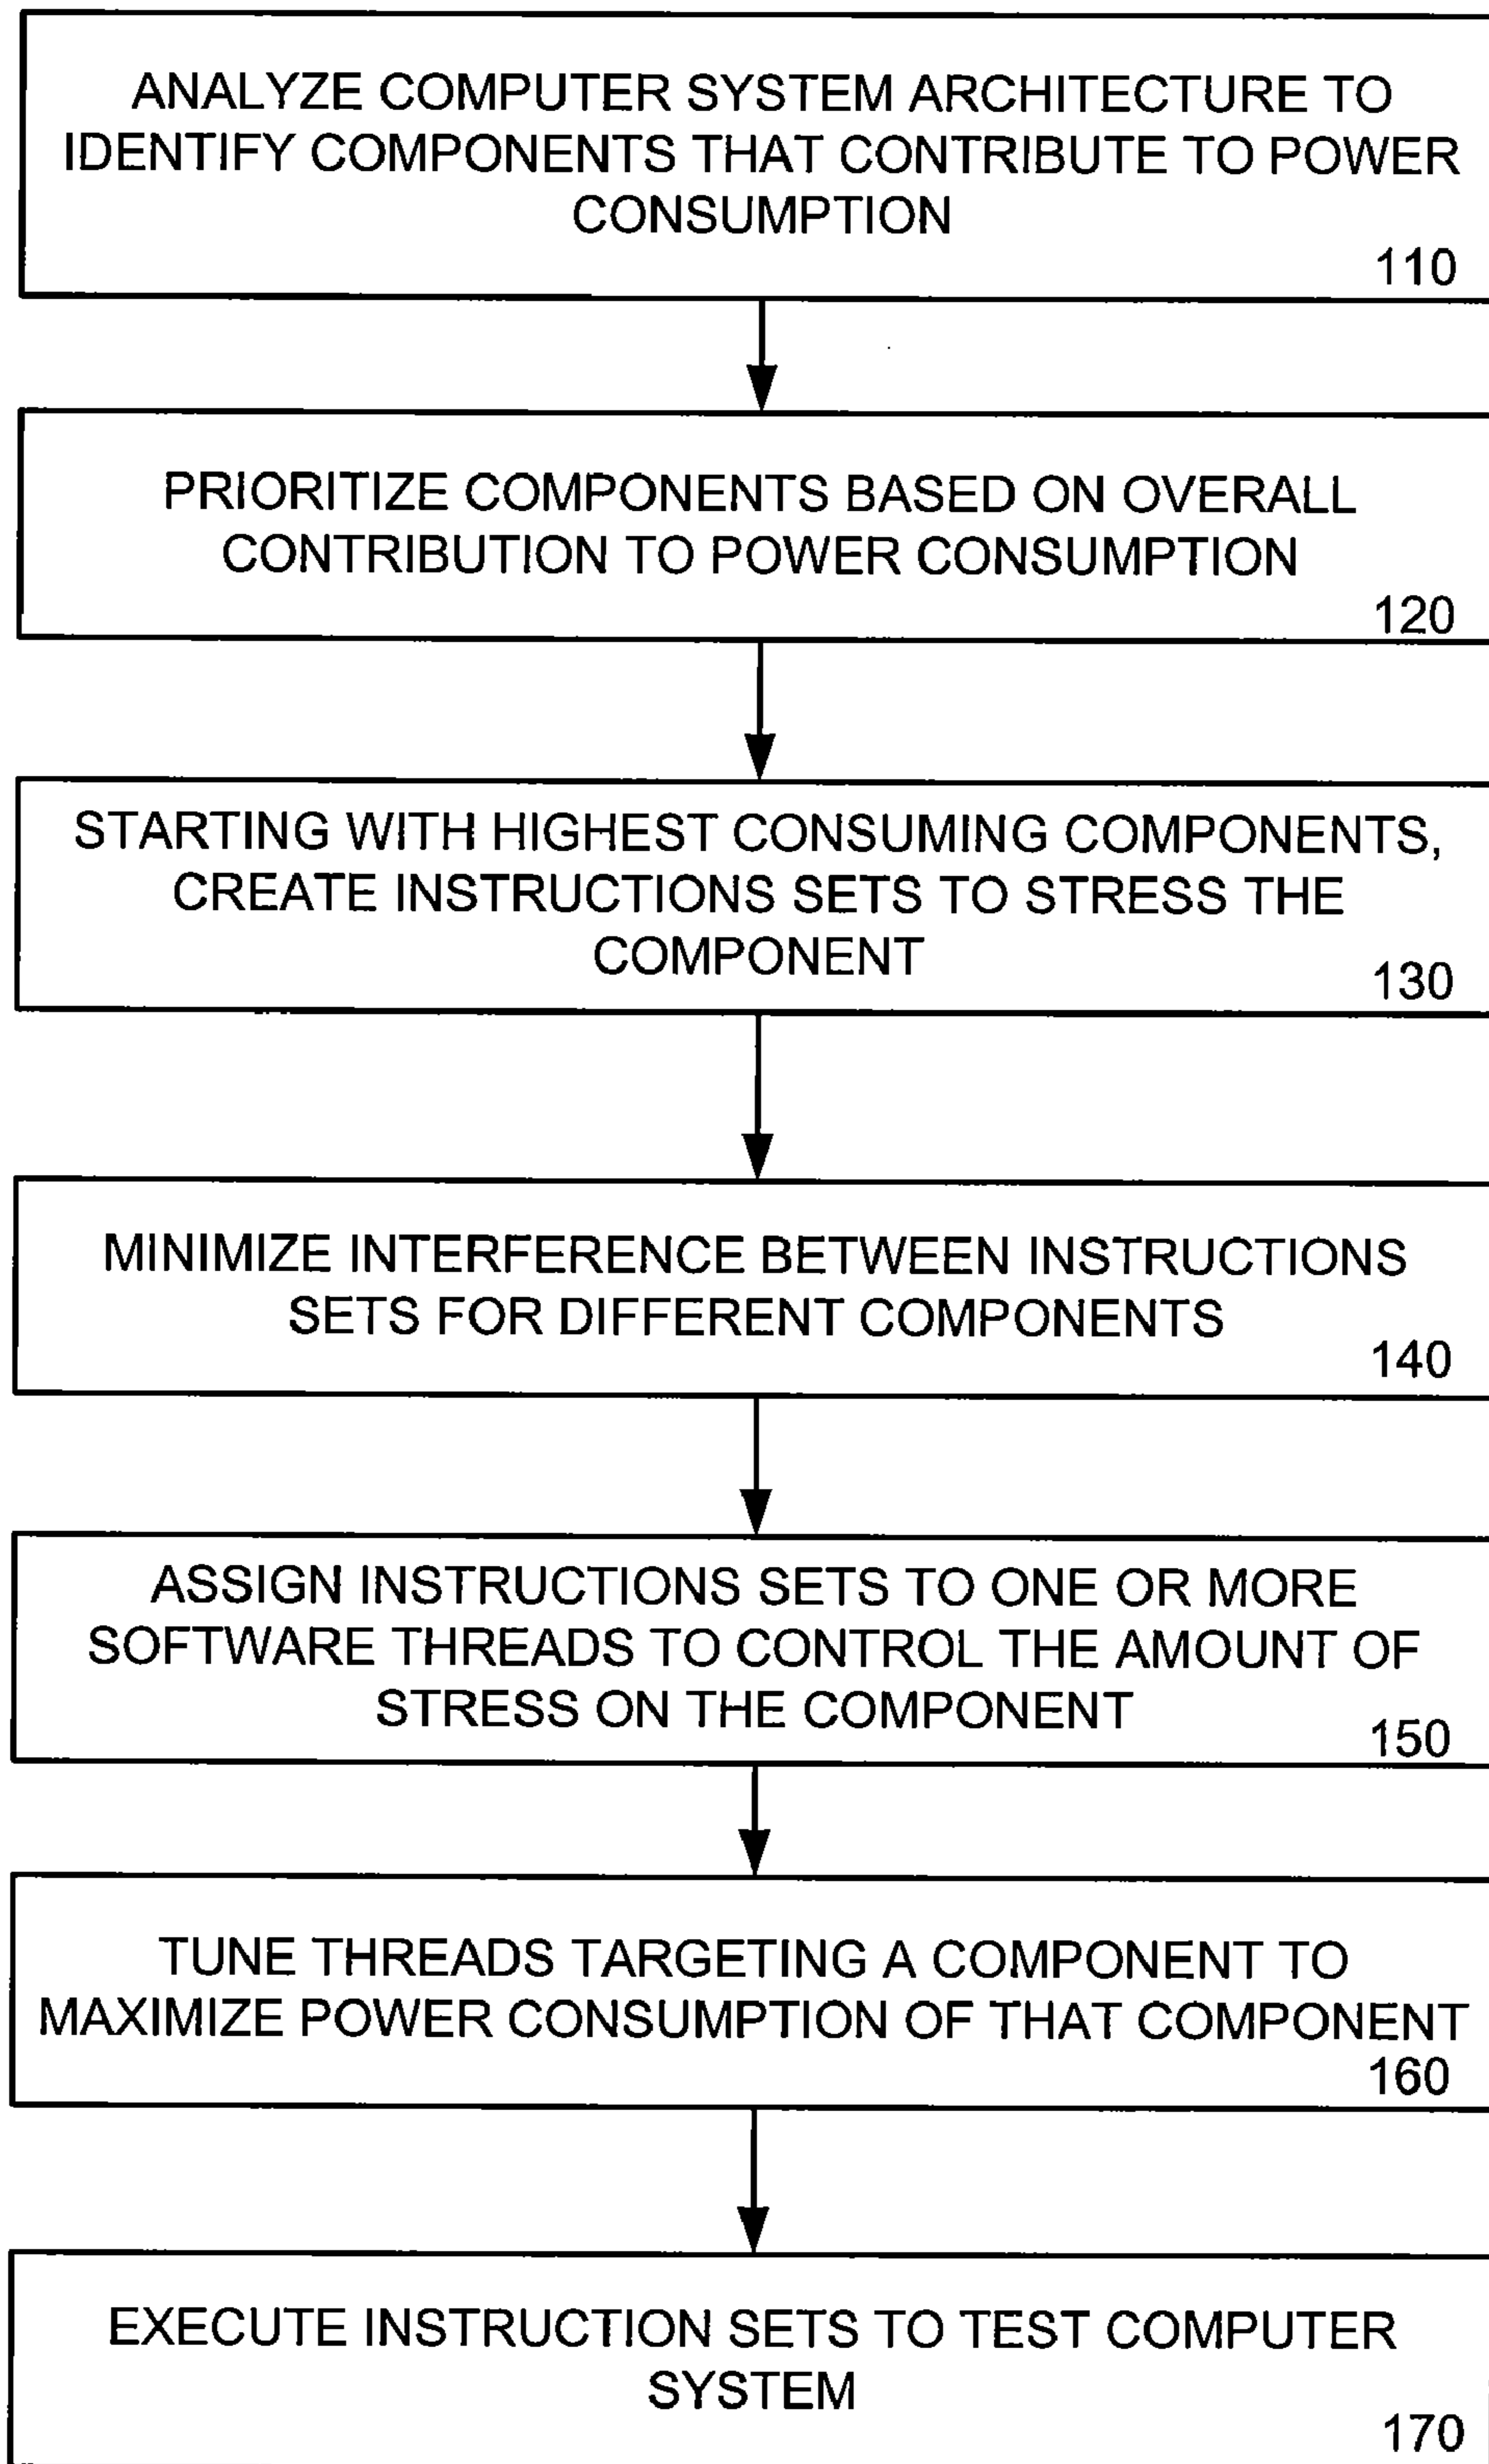 ANALYZE COMPUTER SYSTEM ARCHITECTURE TO
IDENTIFY COMPONENTS THAT CONTRIBUTE TO POWER
CONSUMPTION
110
PRIORITIZE COMPONENTS BASED ON OVERALL
CONTRIBUTION TO POWER CONSUMPTION
120
STARTING WITH HIGHEST CONSUMING COMPONENTS,
CREATE INSTRUCTIONS SETS TO STRESS THE
COMPONENT
130
MINIMIZE INTERFERENCE BETWEEN INSTRUCTIONS
SETS FOR DIFFERENT COMPONENTS
140
ASSIGN INSTRUCTIONS SETS TO ONE OR MORE
SOFTWARE THREADS TO CONTROL THE AMOUNT OF
STRESS ON THE COMPONENT
150
TUNE THREADS TARGETING A COMPONENT TO
MAXIMIZE POWER CONSUMPTION OF THAT COMPONENT
160
EXECUTE INSTRUCTION SETS TO TEST COMPUTER
SYSTEM
170